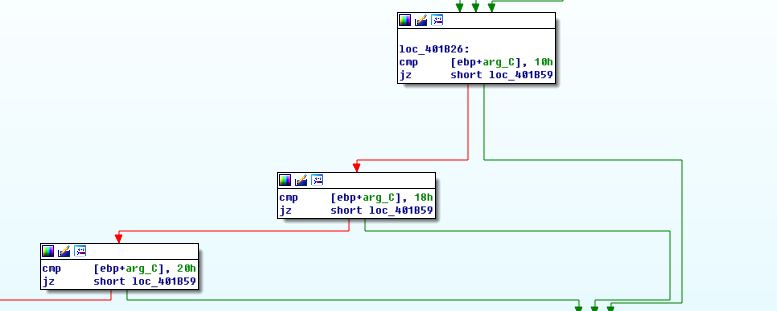 loc_401B26:
cmp [ebp+arg_C], 10h
jz short loc_401B59
cmp [ebp+arg_C], 18h
jz short loc_401B59
cmp [ebp+arg_C], 20h
jz short loc_401B59